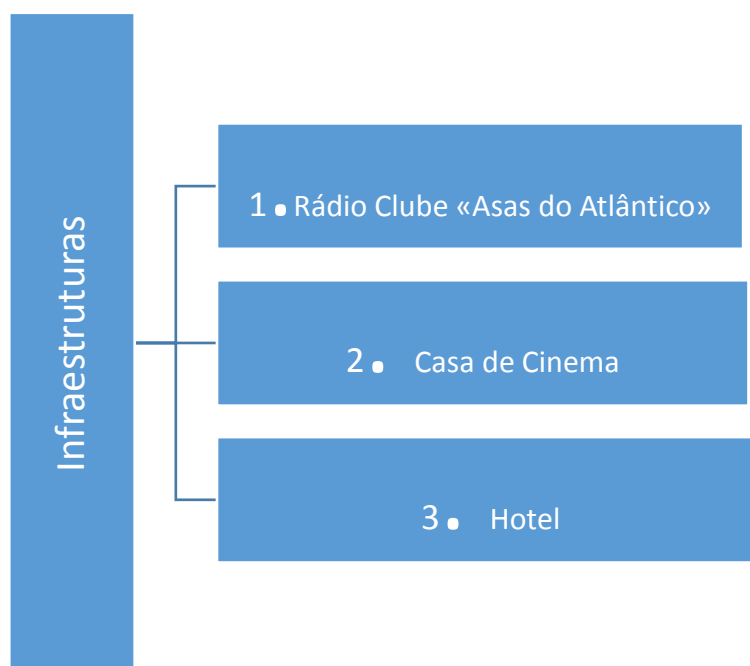 Infraestruturas
1. Rádio Clube «Asas do Atlântico»
2. Casa de Cinema
3. Hotel